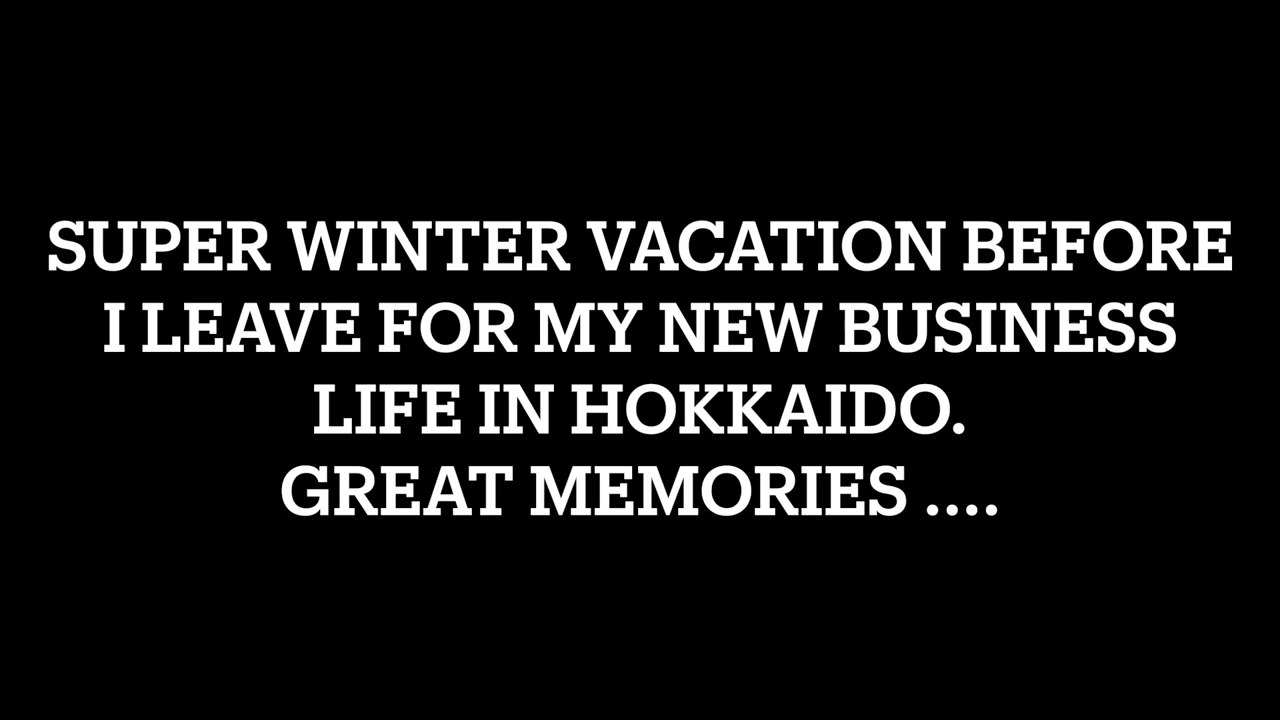 SUPER WINTER VACATION BEFORE
I LEAVE FOR MY NEW BUSINESS
LIFE IN HOKKAIDO.
GREAT MEMORIES ....